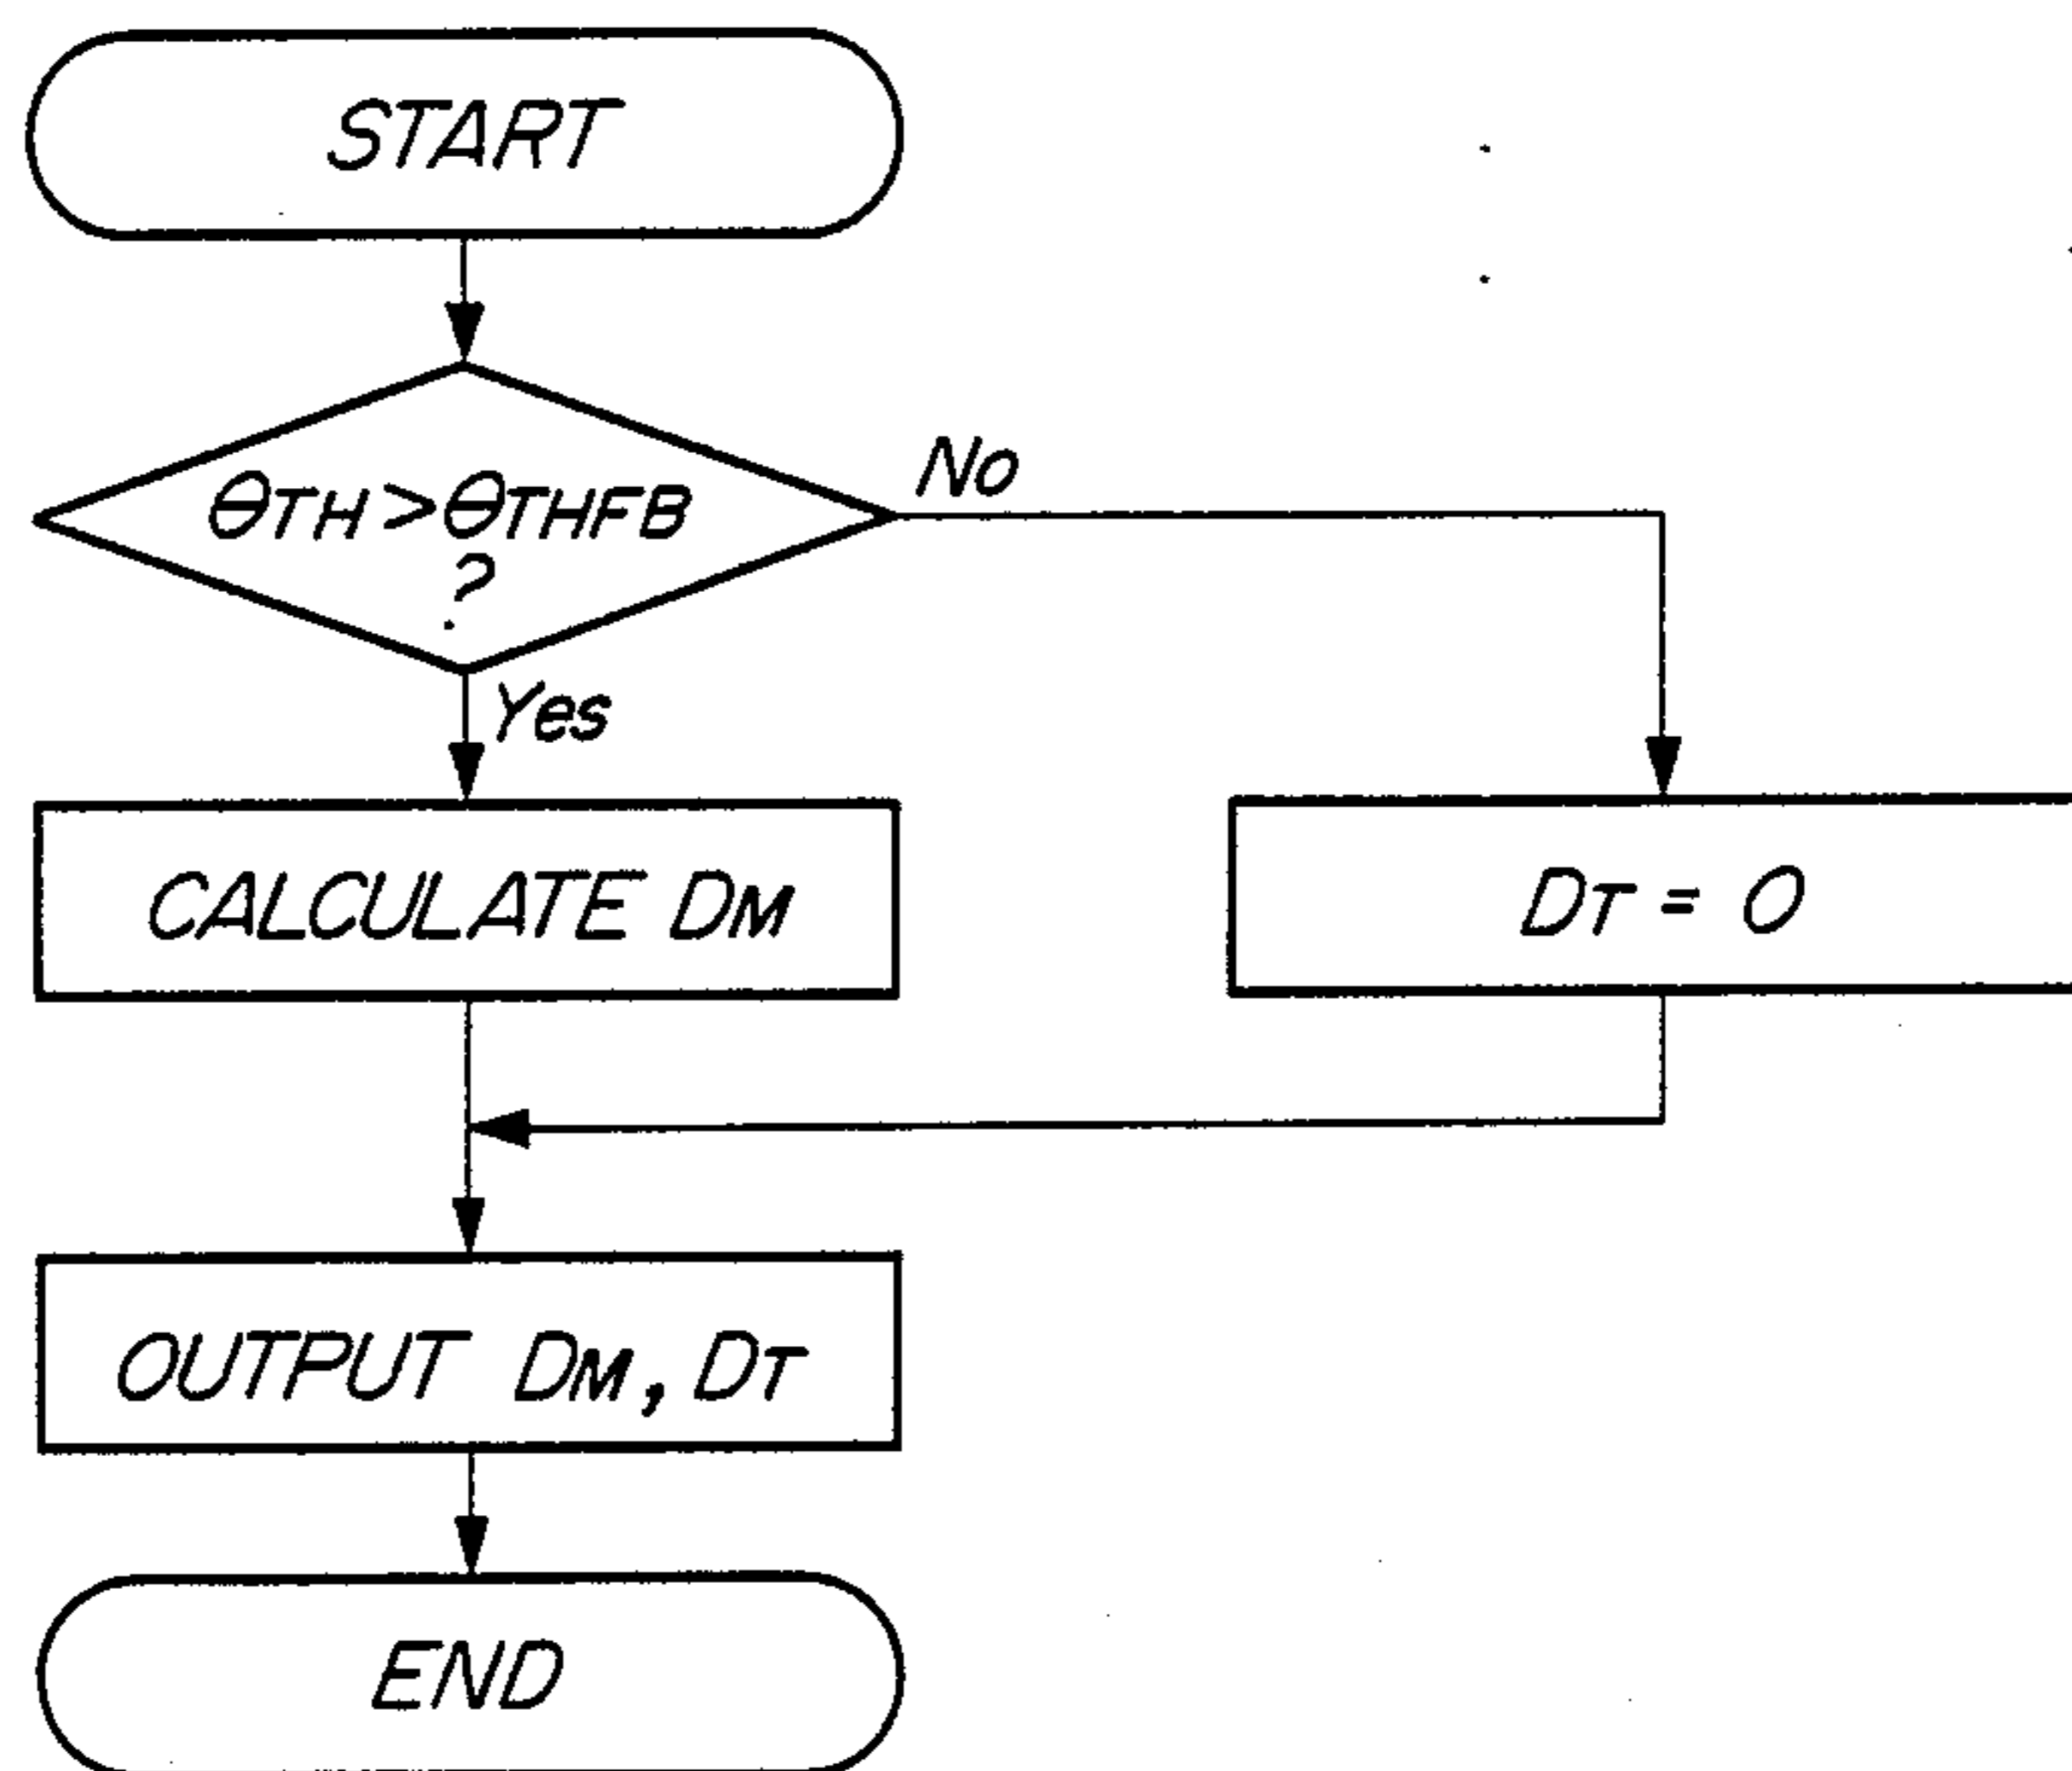 START
θTH>θTHFB
?
No
Yes
CALCULATE DM
DT = 0
OUTPUT DM, DT
END